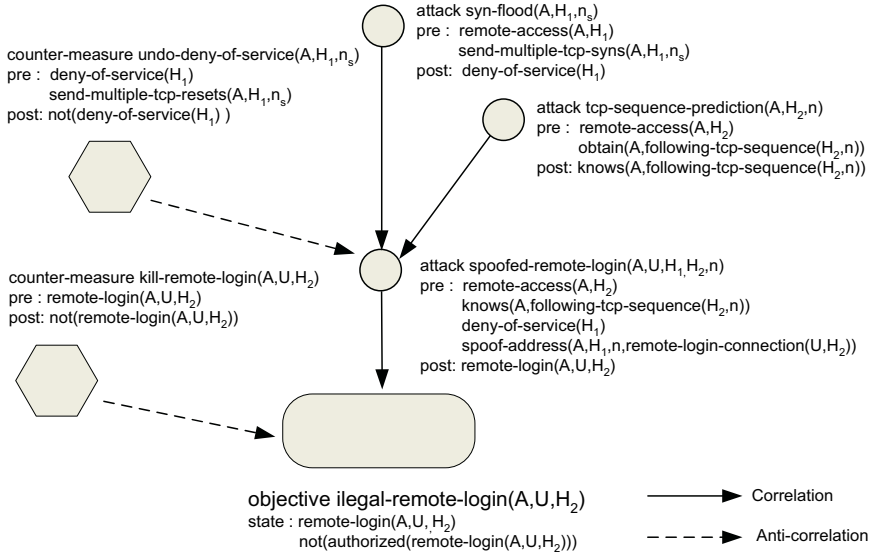 attack syn-flood(A,H1,ns)
pre : remote-access(A,H1)
send-multiple-tcp-syns(A,H1,ns)
post: deny-of-service(H1)
counter-measure undo-deny-of-service(A,H1,ns)
pre : deny-of-service(H1)
send-multiple-tcp-resets(A,H1,ns)
post: not(deny-of-service(H1) )
attack tcp-sequence-prediction(A,H2,n)
pre : remote-access(A,H2)
obtain(A,following-tcp-sequence(H2,n))
post: knows(A,following-tcp-sequence(H2,n))
counter-measure kill-remote-login(A,U,H2)
pre : remote-login(A,U,H2)
post: not(remote-login(A,U,H2))
attack spoofed-remote-login(A,U,H1,H2,n)
pre : remote-access(A,H2)
knows(A,following-tcp-sequence(H2,n))
deny-of-service(H1)
spoof-address(A,H1,n,remote-login-connection(U,H2))
post: remote-login(A,U,H2)
objective ilegal-remote-login(A,U,H2)
state : remote-login(A,U,,H2)
not(authorized(remote-login(A,U,H2)))
Correlation
Anti-correlation